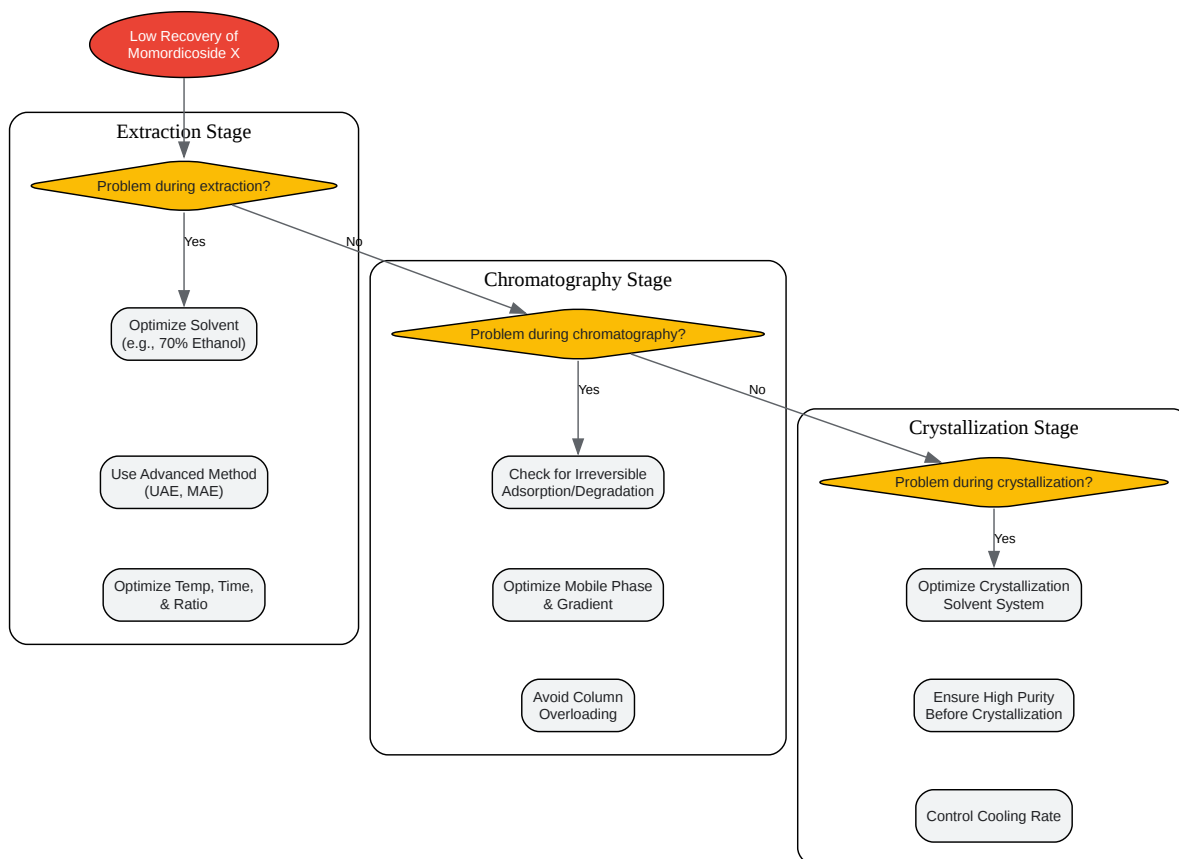 Low Recovery of
Momordicoside X
Extraction Stage
Problem during extraction?
Yes
No
Optimize Solvent
(e.g., 70% Ethanol)
Use Advanced Method
(UAE, MAE)
Optimize Temp, Time,
& Ratio
Chromatography Stage
Problem during chromatography?
Yes
No
Check for Irreversible
Adsorption/Degradation
Optimize Mobile Phase
& Gradient
Avoid Column
Overloading
Crystallization Stage
Problem during crystallization?
Yes
Optimize Crystallization
Solvent System
Ensure High Purity
Before Crystallization
Control Cooling Rate